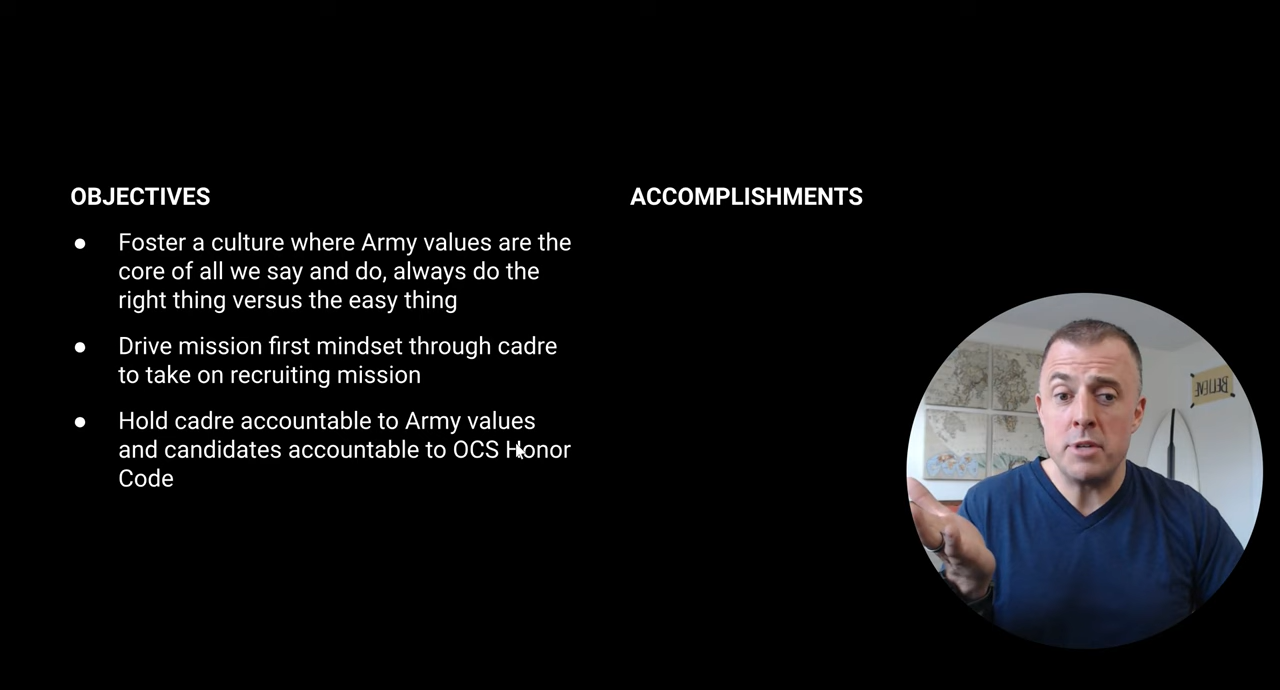 OBJECTIVES
● Foster a culture where Army values are the
core of all we say and do, always do the
right thing versus the easy thing
● Drive mission first mindset through cadre
to take on recruiting mission
● Hold cadre accountable to Army values
and candidates accountable to OCS Honor
Code
ACCOMPLISHMENTS
BELIEVE